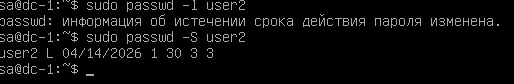 sa@dc-1:~$ sudo passwd -l user2
passwd: информация об истечении срока действия пароля изменена.
sa@dc-1:~$ sudo passwd -S user2
user2 L 04/14/2026 1 30 3 3
sa@dc-1:~$ _